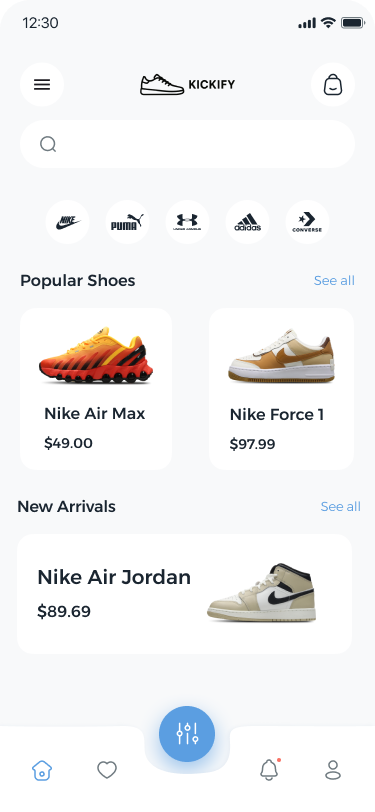 12:30
KICKIFY
NIKE
PUMA
UNDER ARMOUR
adidas
CONVERSE
Popular Shoes See all
Nike Air Max
$49.00
Nike Force 1
$97.99
New Arrivals See all
Nike Air Jordan
$89.69